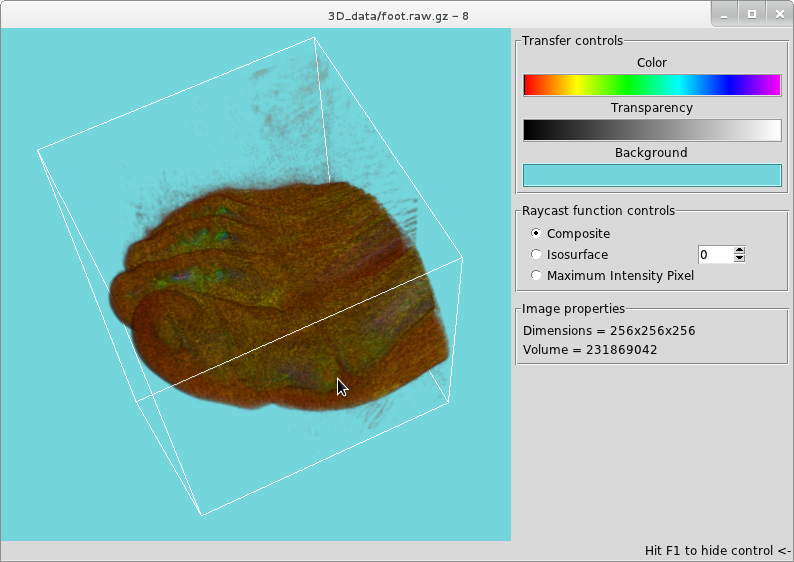 3D_data/foot.raw.gz – 8
Transfer controls
Color
Transparency
Background
Raycast function controls
Composite
Isosurface
0
Maximum Intensity Pixel
Image properties
Dimensions = 256x256x256
Volume = 231869042
Hit F1 to hide control <-